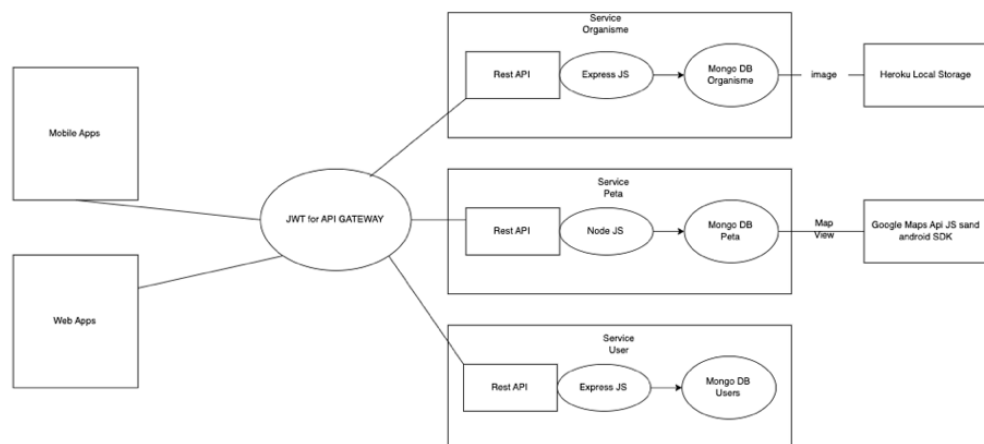 Mobile Apps
Web Apps
JWT for API GATEWAY
Service
Organisme
Rest API
Express JS
Mongo DB
Organisme
image
Heroku Local Storage
Service
Peta
Rest API
Node JS
Mongo DB
Peta
Map
View
Google Maps Api JS sand
android SDK
Service
User
Rest API
Express JS
Mongo DB
Users